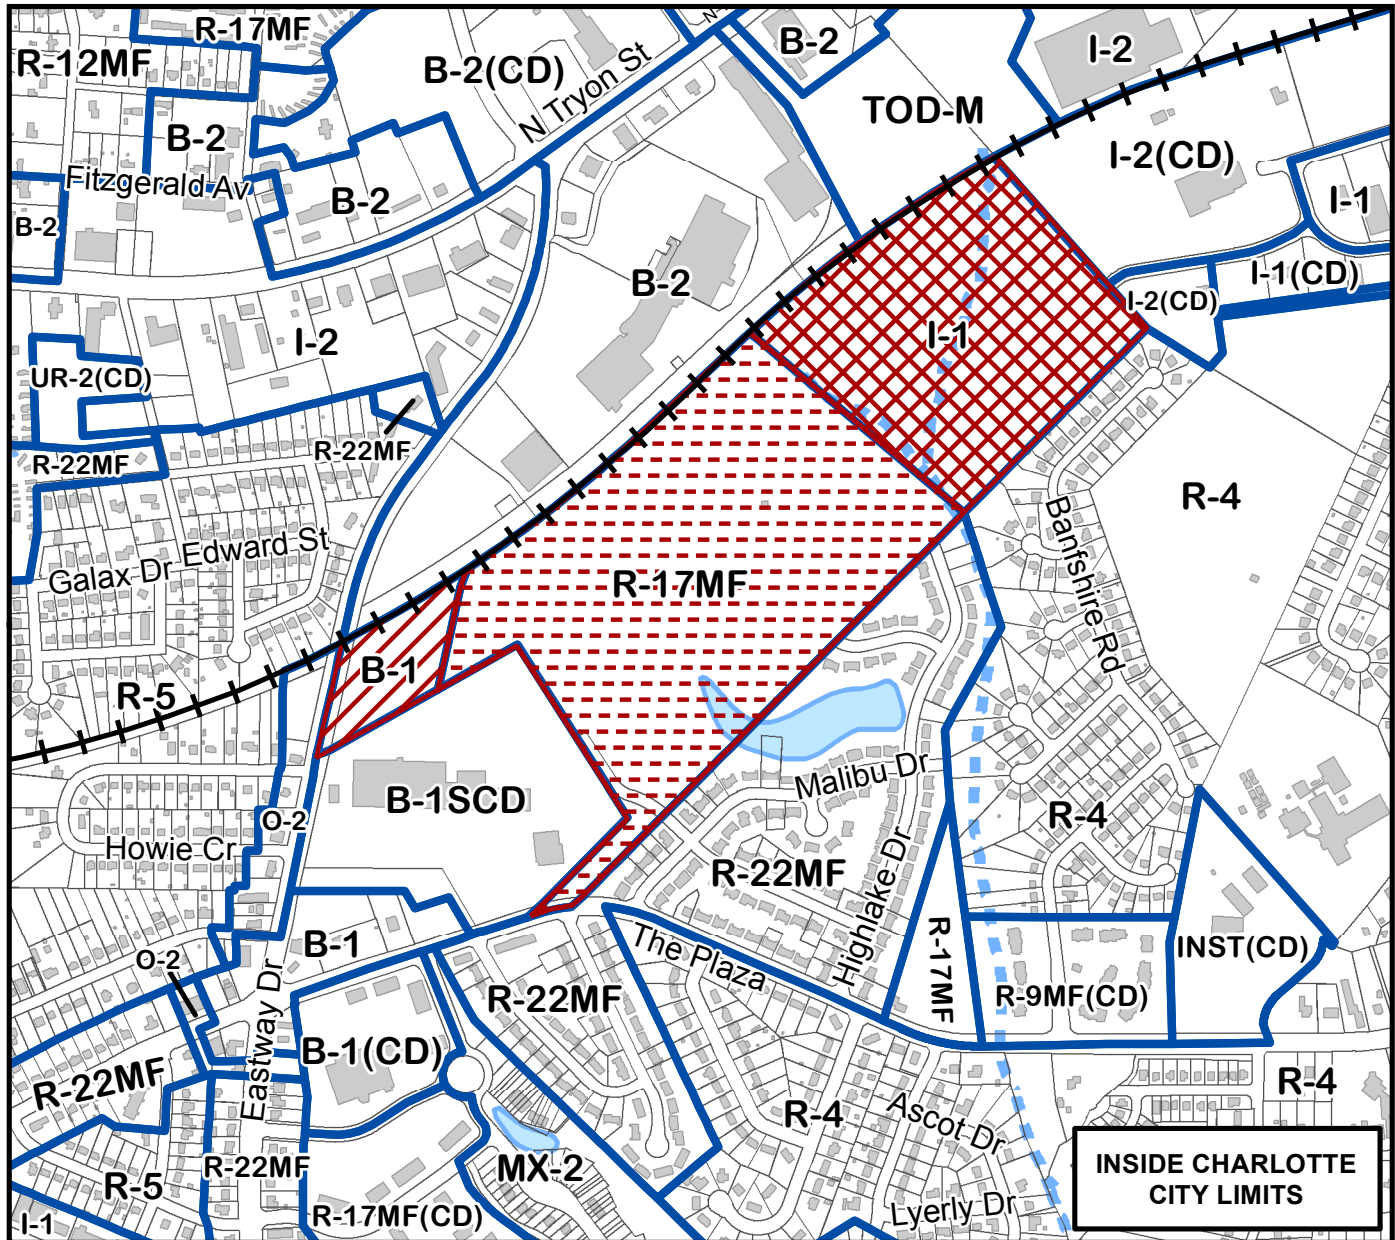 R-17MF
R-12MF
B-2(CD)
N Tryon St
B-2
I-2
TOD-M
B-2
I-2(CD)
Fitzgerald Av
B-2
I-1
B-2
B-2
I-1(CD)
I-2(CD)
I-2
I-1
UR-2(CD)
R-22MF
R-22MF
R-4
Edward St
Galax Dr
Banfshire Rd
R-17MF
B-1
R-5
Malibu Dr
B-1SCD
O-2
R-4
Howie Cr
R-22MF
Highlake Dr
B-1
The Plaza
R-17MF
INST(CD)
O-2
R-22MF
R-9MF(CD)
Eastway Dr
B-1(CD)
R-22MF
R-4
R-4
Ascot Dr
R-22MF
MX-2
R-5
INSIDE CHARLOTTE
CITY LIMITS
R-17MF(CD)
Lyerly Dr
I-1